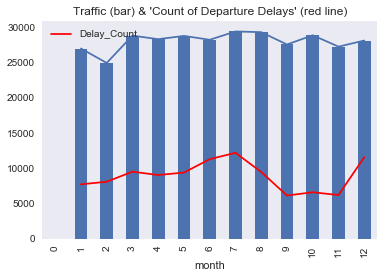 Traffic (bar) & 'Count of Departure Delays' (red line)
Delay_Count
30000
25000
20000
15000
10000
5000
0
0 1 2 3 4 5 6 7 8 9 10 11 12
month